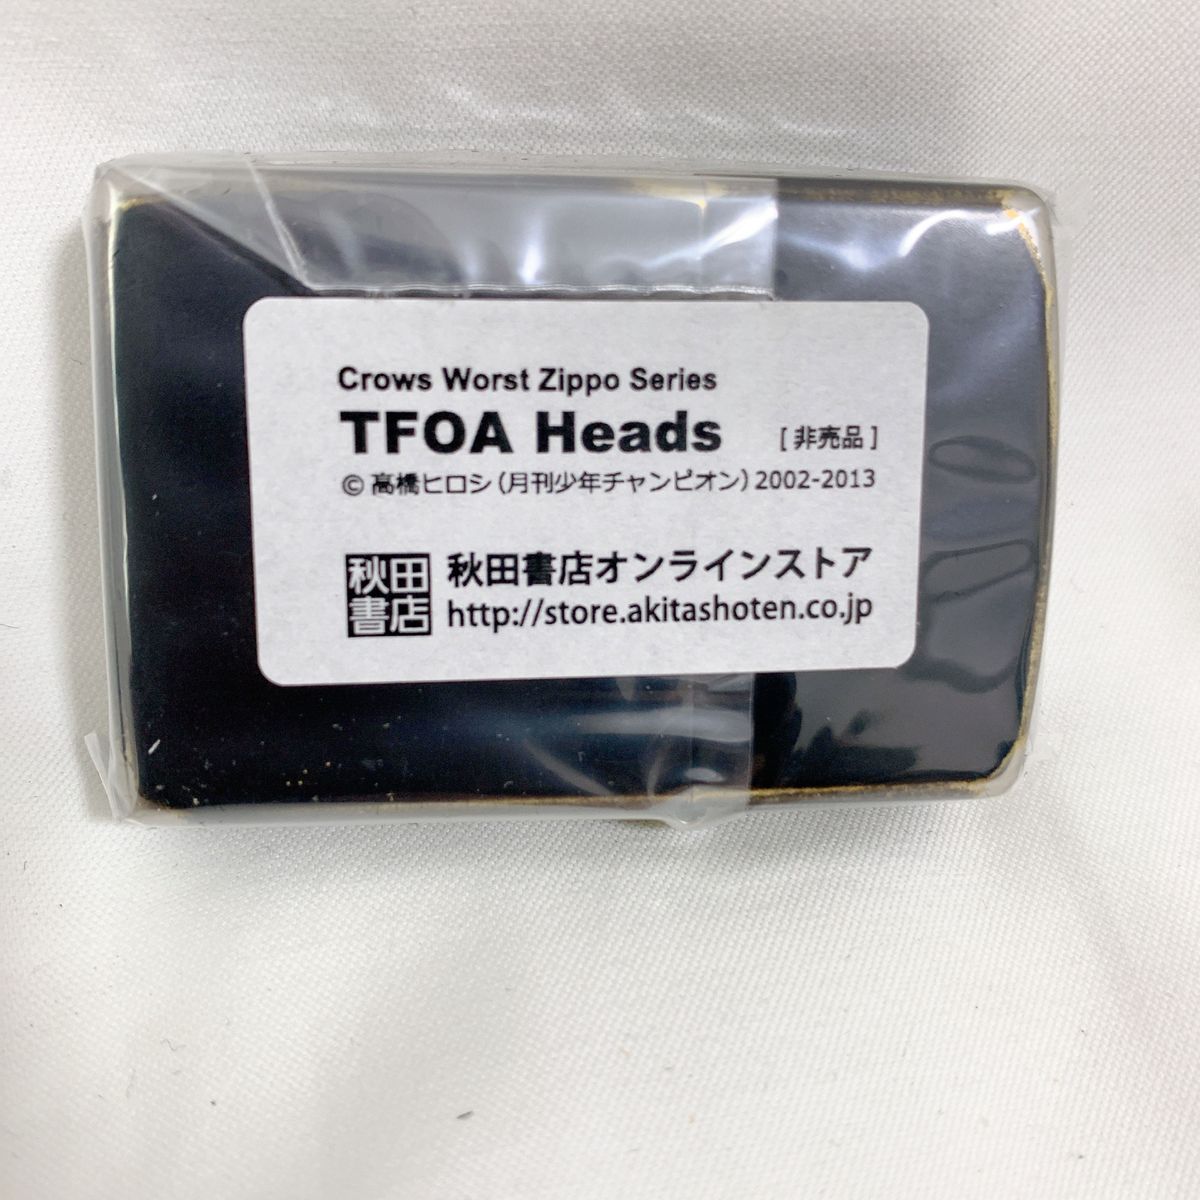 Crows Worst Zippo Series
TFOA Heads [非売品]
© 高橋ヒロシ（月刊少年チャンピオン）2002-2013
秋田書店 秋田書店オンラインストア
http://store.akitashoten.co.jp